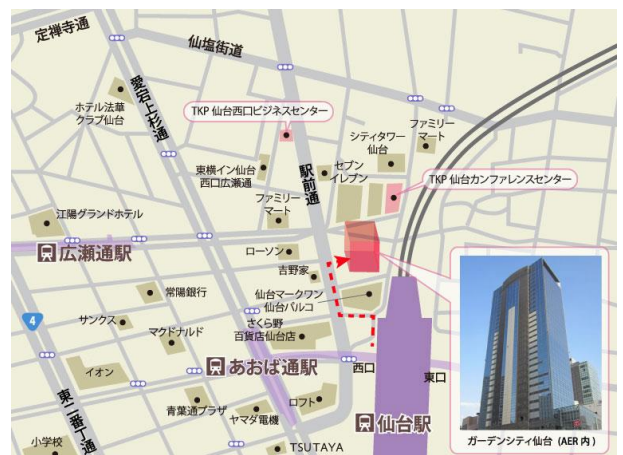 定禅寺通
仙塩街道
愛宕上杉通
ホテル法華
クラブ仙台
TKP 仙台西口ビジネスセンター
ファミリー
マート
シティタワー
仙台
東横イン仙台
西口広瀬通
駅前通
セブン
イレブン
TKP 仙台カンファレンスセンター
ファミリー
マート
江陽グランドホテル
広瀬通駅
ローソン
吉野家
常陽銀行
仙台マークワン
仙台パルコ
4
サンクス
さくら野
百貨店仙台店
マクドナルド
イオン
あおば通駅
西口
東口
東二番丁通
青葉通プラザ
ヤマダ電機
ロフト
仙台駅
小学校
TSUTAYA
ガーデンシティ仙台（AER 内）